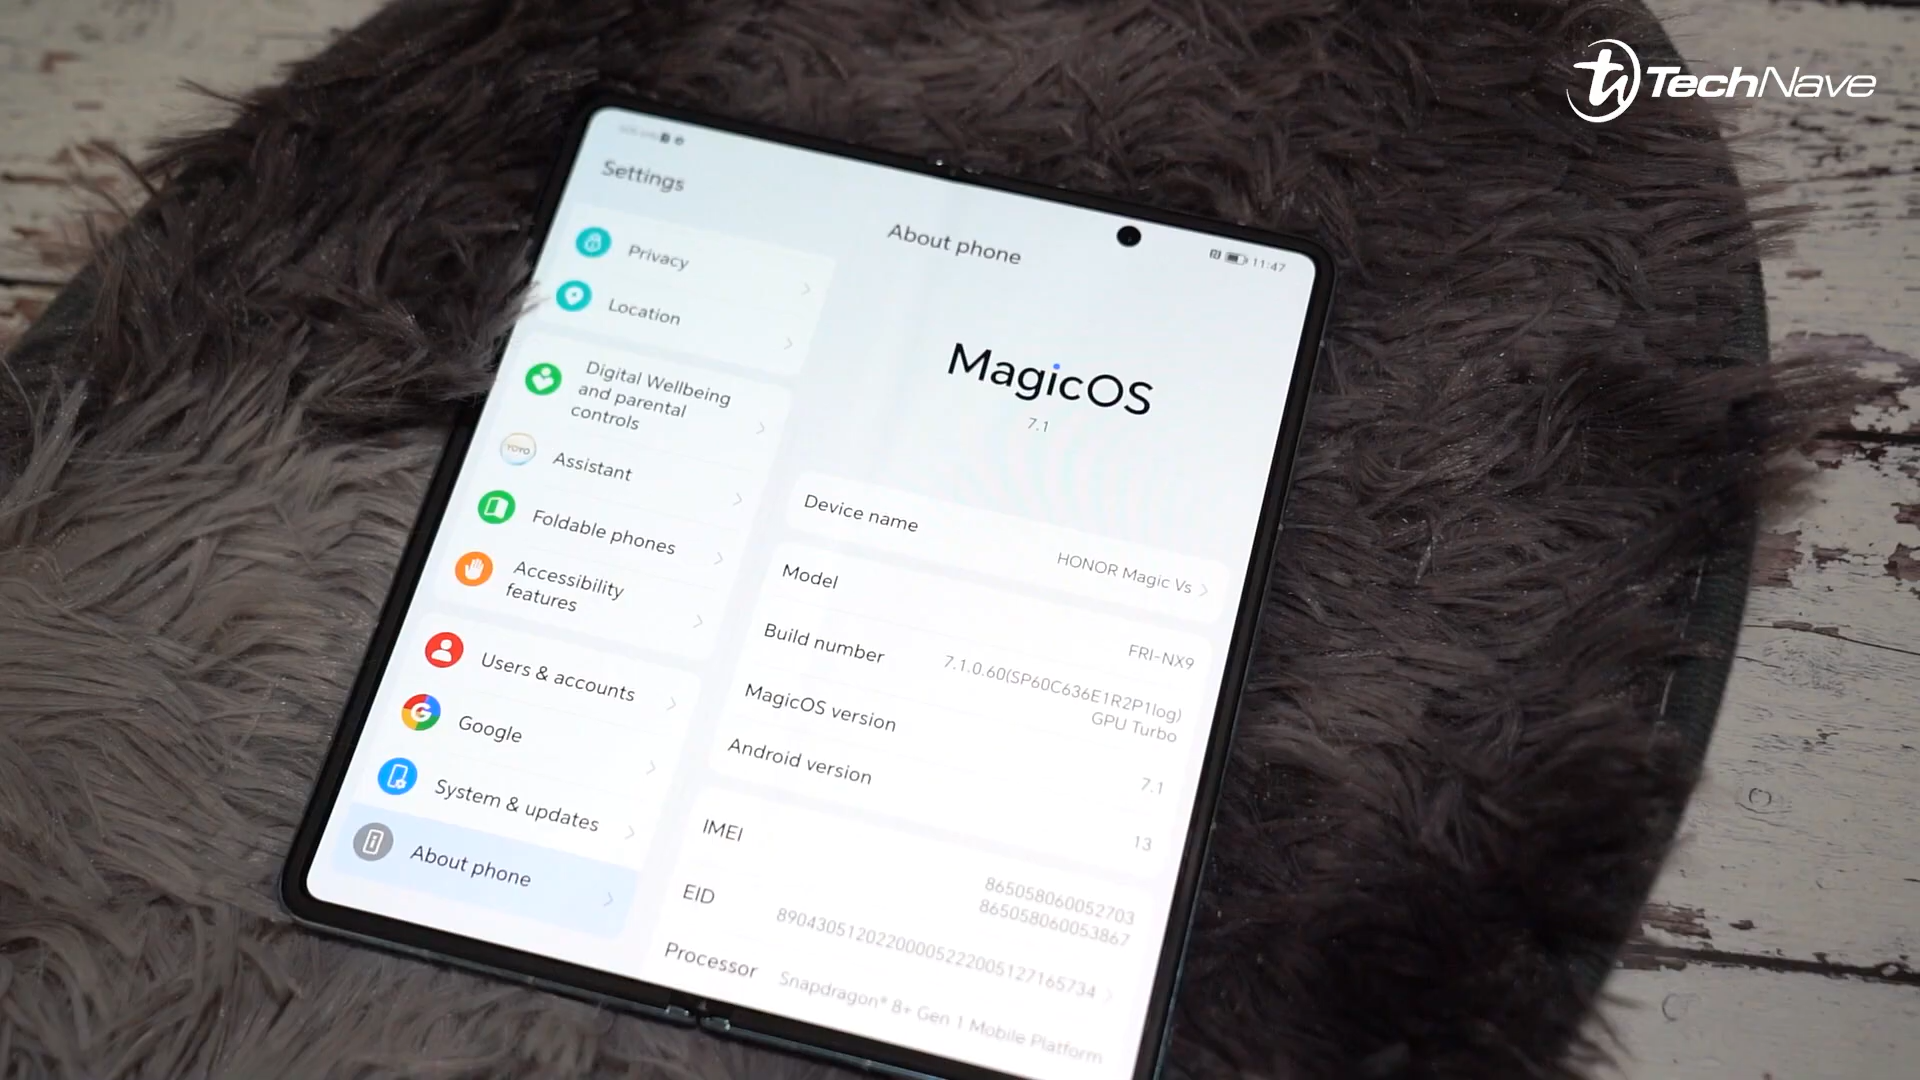 TechNave
Settings
11:47
Privacy
Location
Digital Wellbeing
and parental
controls
YOYO
Assistant
Foldable phones
Accessibility
features
Users & accounts
Google
System & updates
About phone
About phone
MagicOS
7.1
Device name
HONOR Magic Vs
Model
FRI-NX9
Build number
7.1.0.60(SP60C636E1R2P1log)
GPU Turbo
MagicOS version
7.1
Android version
13
IMEI
865058060052703
865058060053867
EID
89043051202200005222005127165734
Processor
Snapdragon® 8+ Gen 1 Mobile Platform